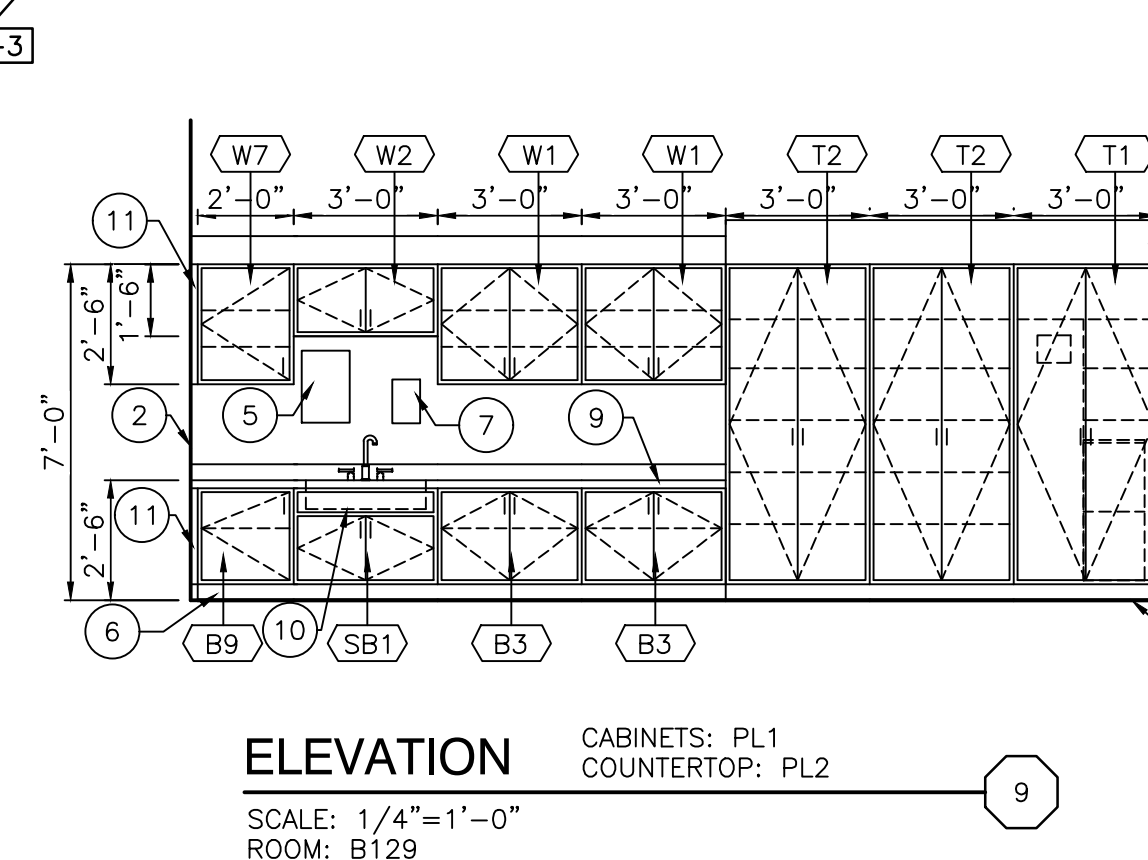 -3
W7 W2 W1 W1 T2 T2 T1
2'-0" 3'-0" 3'-0" 3'-0" 3'-0" 3'-0" 3'-0"
11
2'-6"
1'-6"
2
5
7
9
7'-0"
11
2'-6"
6
10
B9 SB1 B3 B3
ELEVATION
CABINETS: PL1
COUNTERTOP: PL2
9
SCALE: 1/4"=1'-0"
ROOM: B129